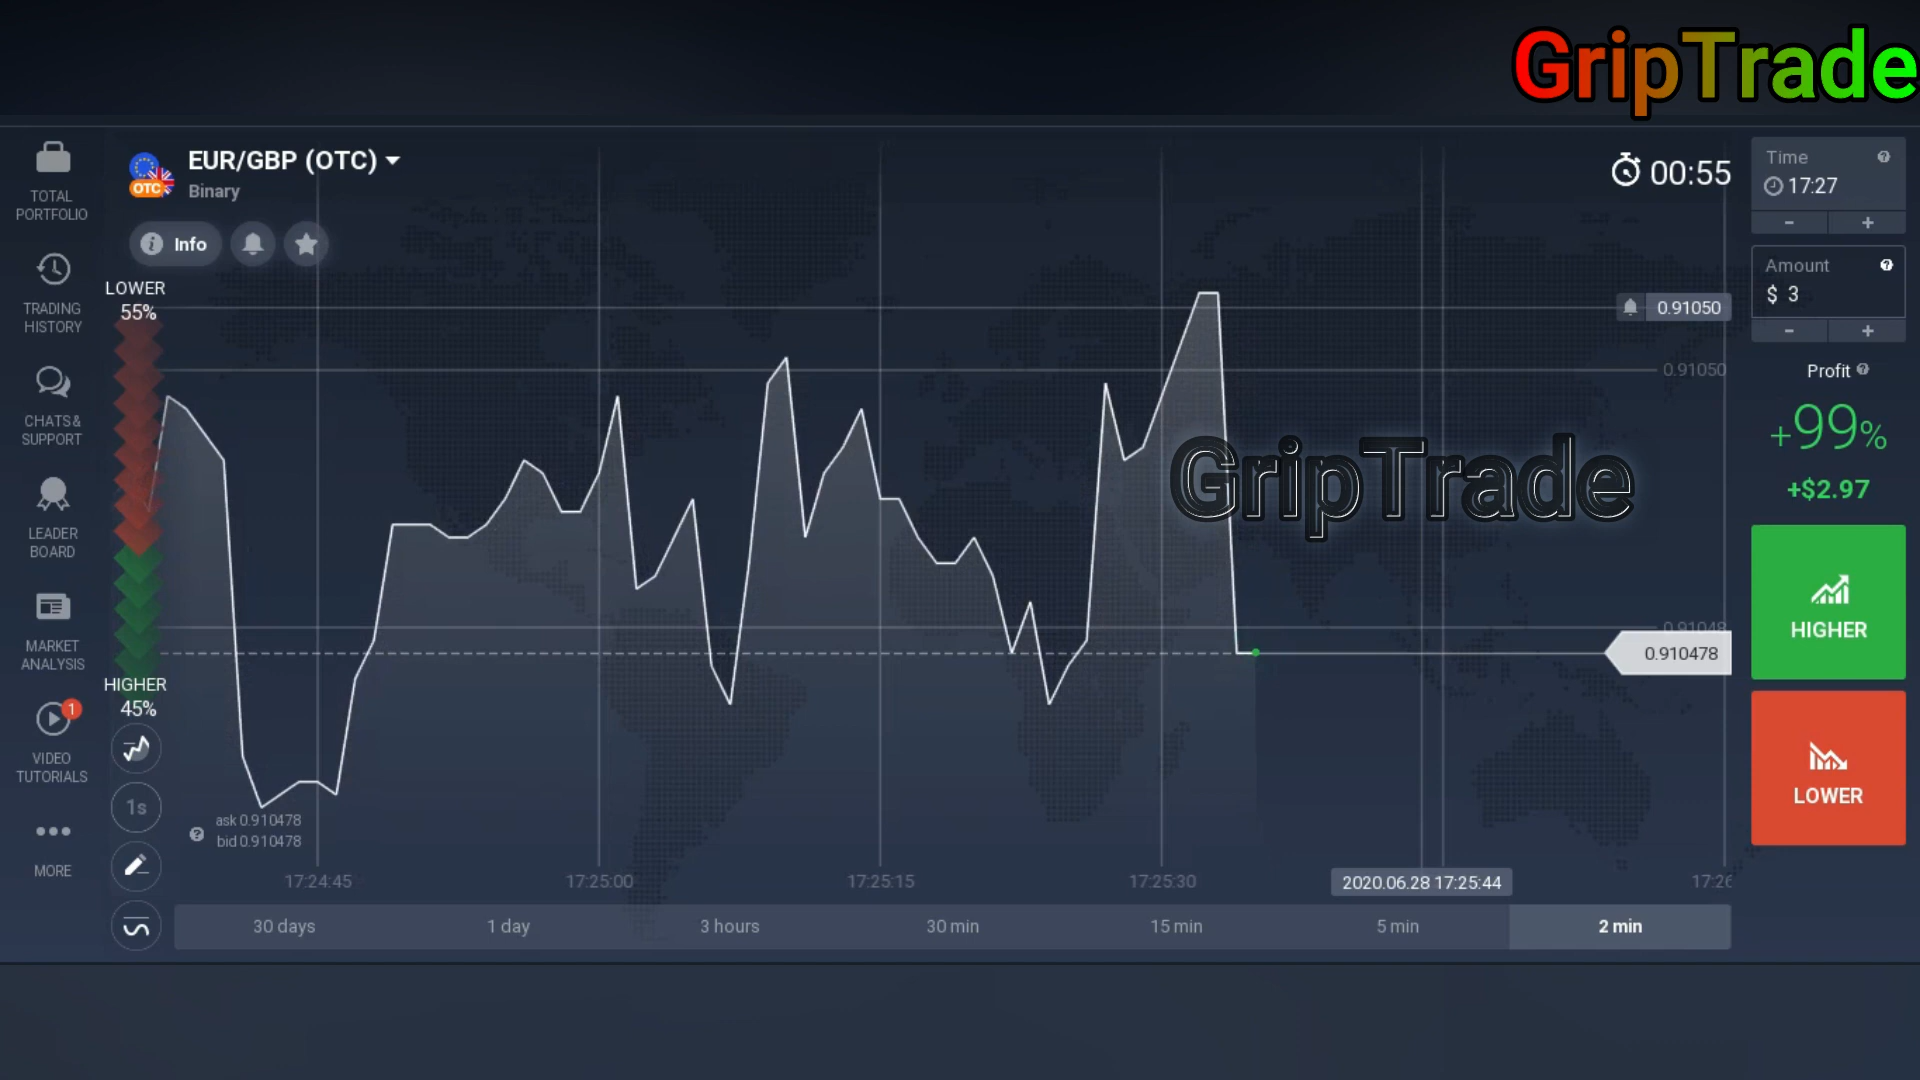 GripTrade
TOTAL
PORTFOLIO
TRADING
HISTORY
CHATS &
SUPPORT
LEADER
BOARD
MARKET
ANALYSIS
1
VIDEO
TUTORIALS
MORE
OTC
EUR/GBP (OTC)
Binary
Info
LOWER
55%
HIGHER
45%
1s
ask 0.910478
bid 0.910478
00:55
0.91050
0.91050
GripTrade
0.91048
0.910478
17:24:45
17:25:00
17:25:15
17:25:30
2020.06.28 17:25:44
17:26
30 days
1 day
3 hours
30 min
15 min
5 min
2 min
Time
17:27
- +
Amount
$ 3
- +
Profit
+99%
+$2.97
HIGHER
LOWER